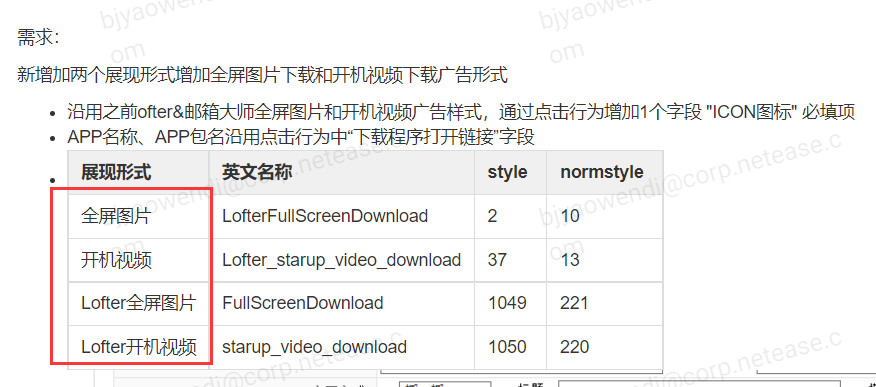 需求：
新增加两个展现形式增加全屏图片下载和开机视频下载广告形式
沿用之前ofter&邮箱大师全屏图片和开机视频广告样式，通过点击行为增加1个字段 "ICON图标" 必填项
APP名称、APP包名沿用点击行为中“下载程序打开链接”字段
展现形式 英文名称 style normstyle
全屏图片 LofterFullScreenDownload 2 10
开机视频 Lofter_starup_video_download 37 13
Lofter全屏图片 FullScreenDownload 1049 221
Lofter开机视频 starup_video_download 1050 220